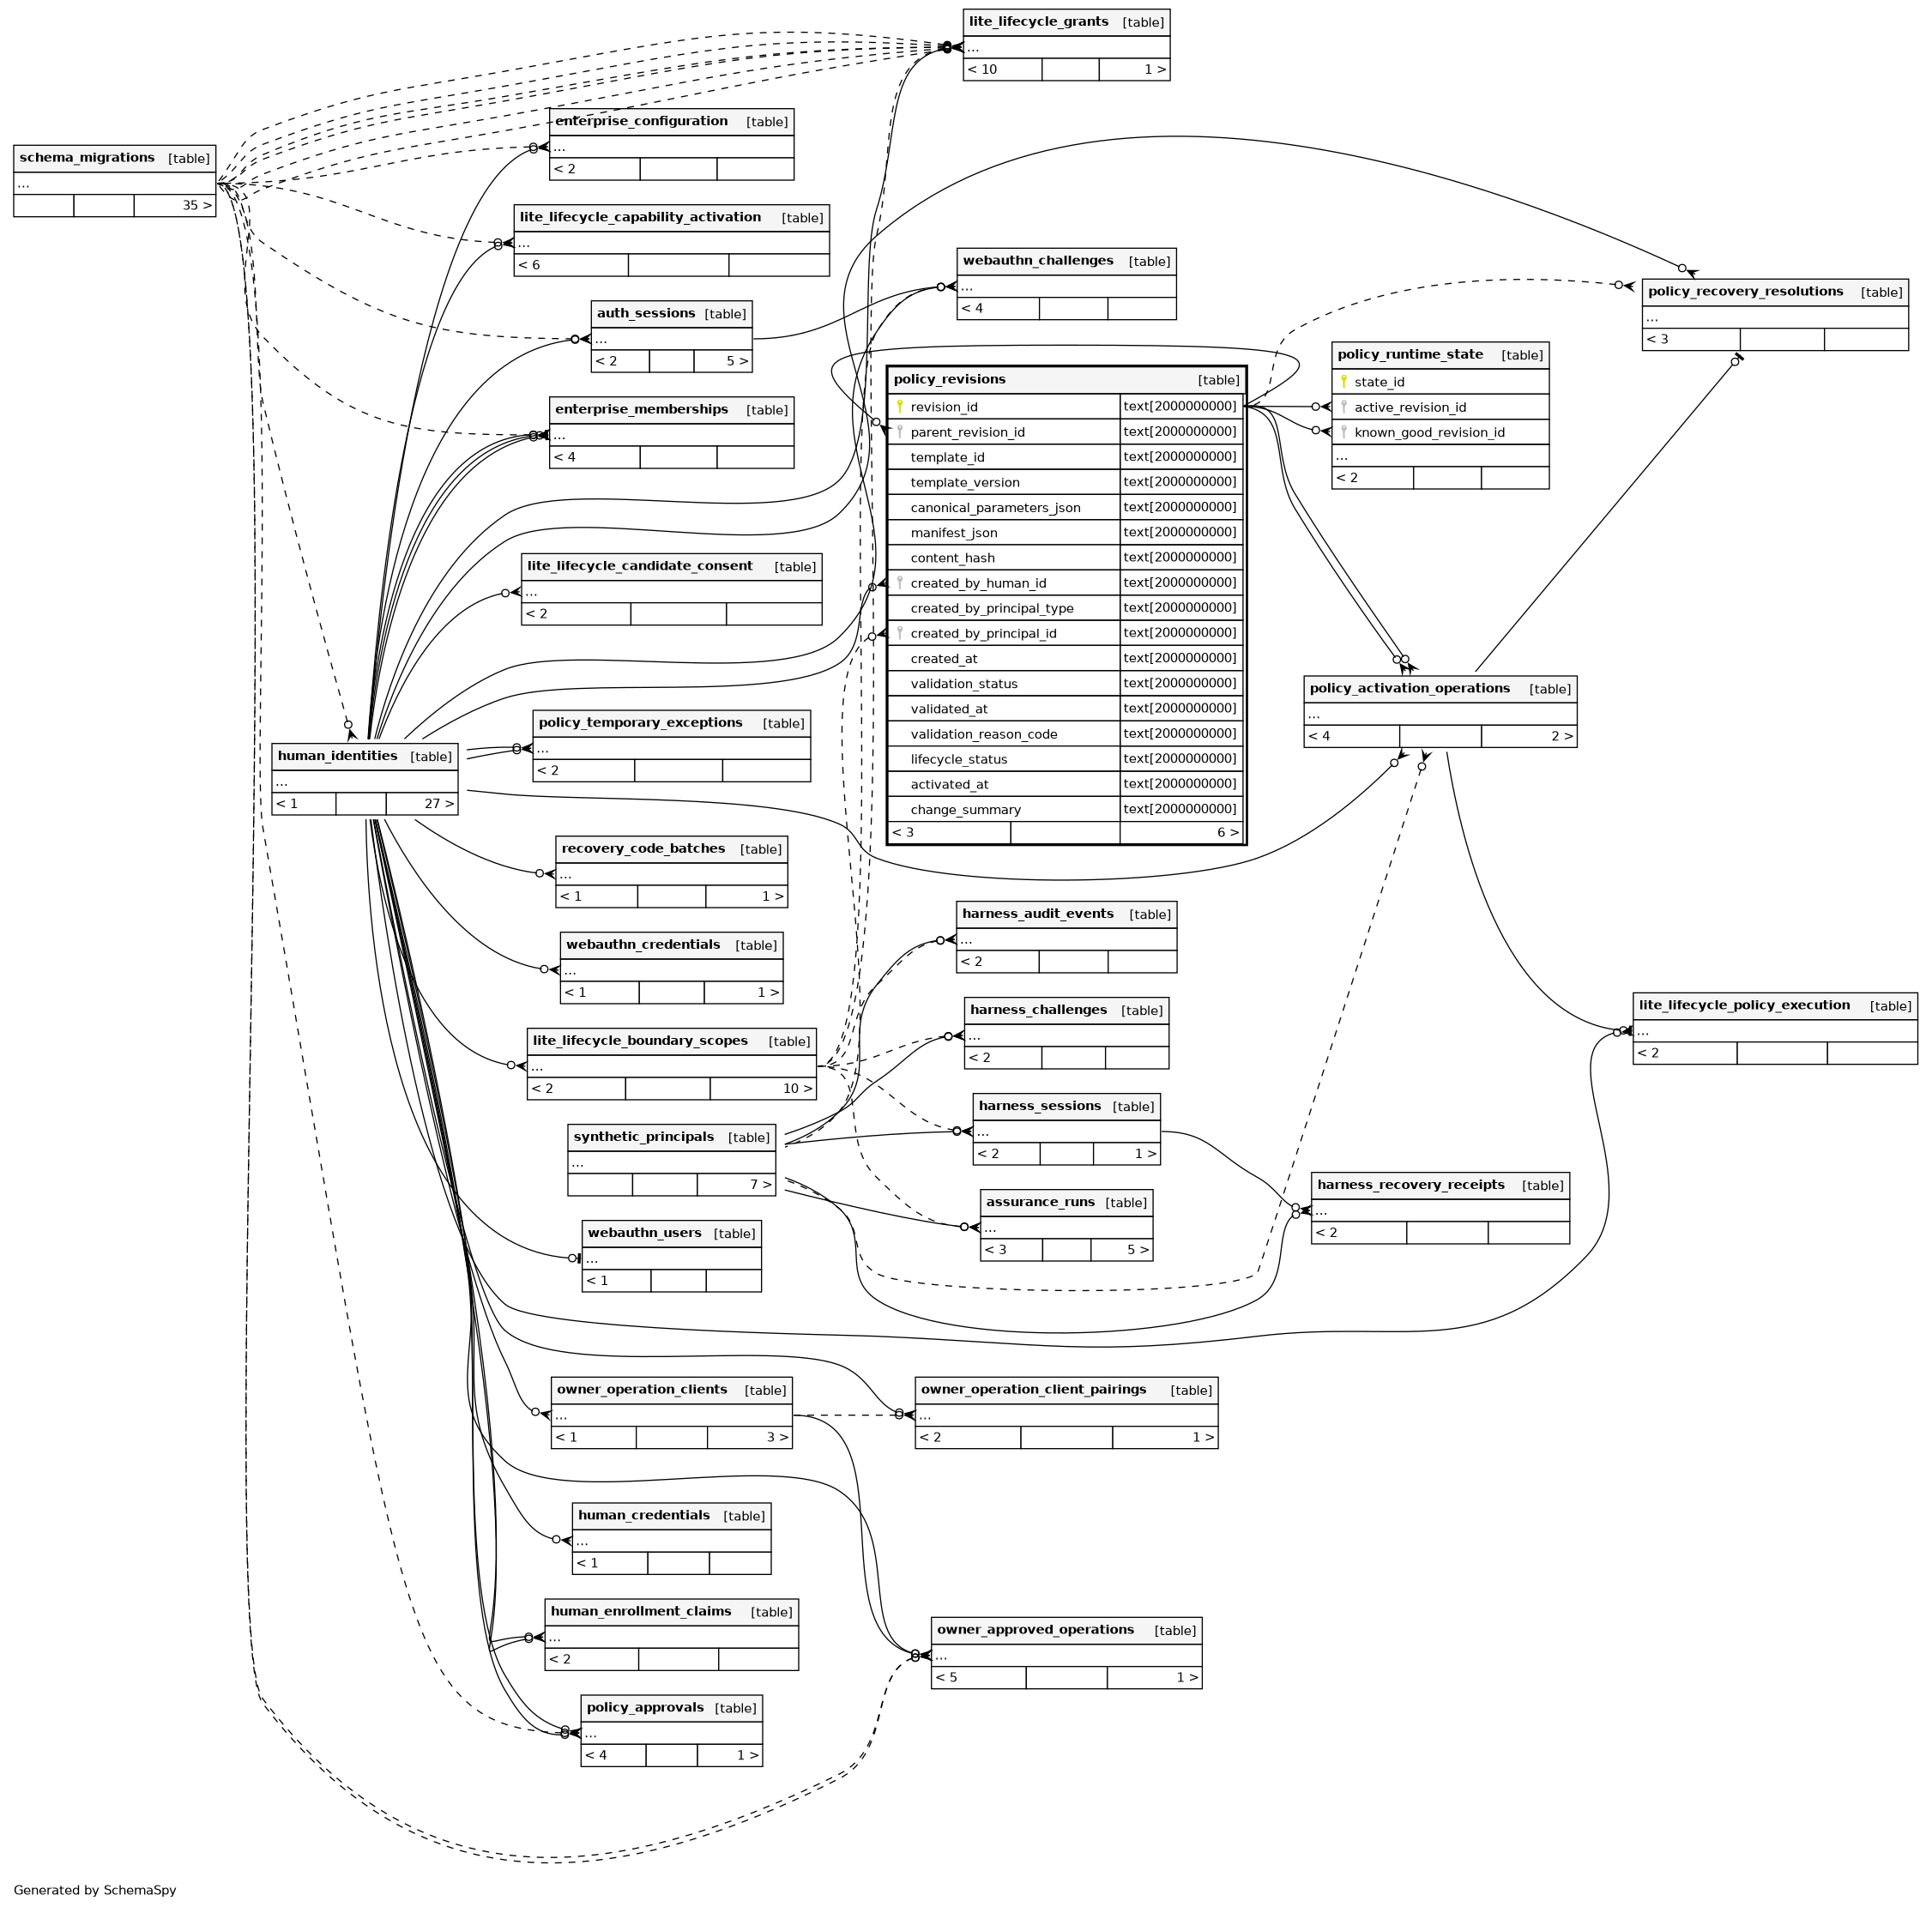 lite_lifecycle_grants [table]
...
< 10 1 >
enterprise_configuration [table]
...
< 2
schema_migrations [table]
...
35 >
lite_lifecycle_capability_activation [table]
...
< 6
webauthn_challenges [table]
...
< 4
policy_recovery_resolutions [table]
...
< 3
auth_sessions [table]
...
< 2 5 >
policy_runtime_state [table]
state_id
active_revision_id
known_good_revision_id
...
< 2
policy_revisions [table]
revision_id text[2000000000]
parent_revision_id text[2000000000]
template_id text[2000000000]
template_version text[2000000000]
canonical_parameters_json text[2000000000]
manifest_json text[2000000000]
content_hash text[2000000000]
created_by_human_id text[2000000000]
created_by_principal_type text[2000000000]
created_by_principal_id text[2000000000]
created_at text[2000000000]
validation_status text[2000000000]
validated_at text[2000000000]
validation_reason_code text[2000000000]
lifecycle_status text[2000000000]
activated_at text[2000000000]
change_summary text[2000000000]
< 3 6 >
enterprise_memberships [table]
...
< 4
lite_lifecycle_candidate_consent [table]
...
< 2
policy_activation_operations [table]
...
< 4 2 >
policy_temporary_exceptions [table]
...
< 2
human_identities [table]
...
< 1 27 >
recovery_code_batches [table]
...
< 1 1 >
harness_audit_events [table]
...
< 2
webauthn_credentials [table]
...
< 1 1 >
harness_challenges [table]
...
< 2
lite_lifecycle_policy_execution [table]
...
< 2
lite_lifecycle_boundary_scopes [table]
...
< 2 10 >
harness_sessions [table]
...
< 2 1 >
synthetic_principals [table]
...
7 >
harness_recovery_receipts [table]
...
< 2
assurance_runs [table]
...
< 3 5 >
webauthn_users [table]
...
< 1
owner_operation_clients [table]
...
< 1 3 >
owner_operation_client_pairings [table]
...
< 2 1 >
human_credentials [table]
...
< 1
human_enrollment_claims [table]
...
< 2
owner_approved_operations [table]
...
< 5 1 >
policy_approvals [table]
...
< 4 1 >
Generated by SchemaSpy